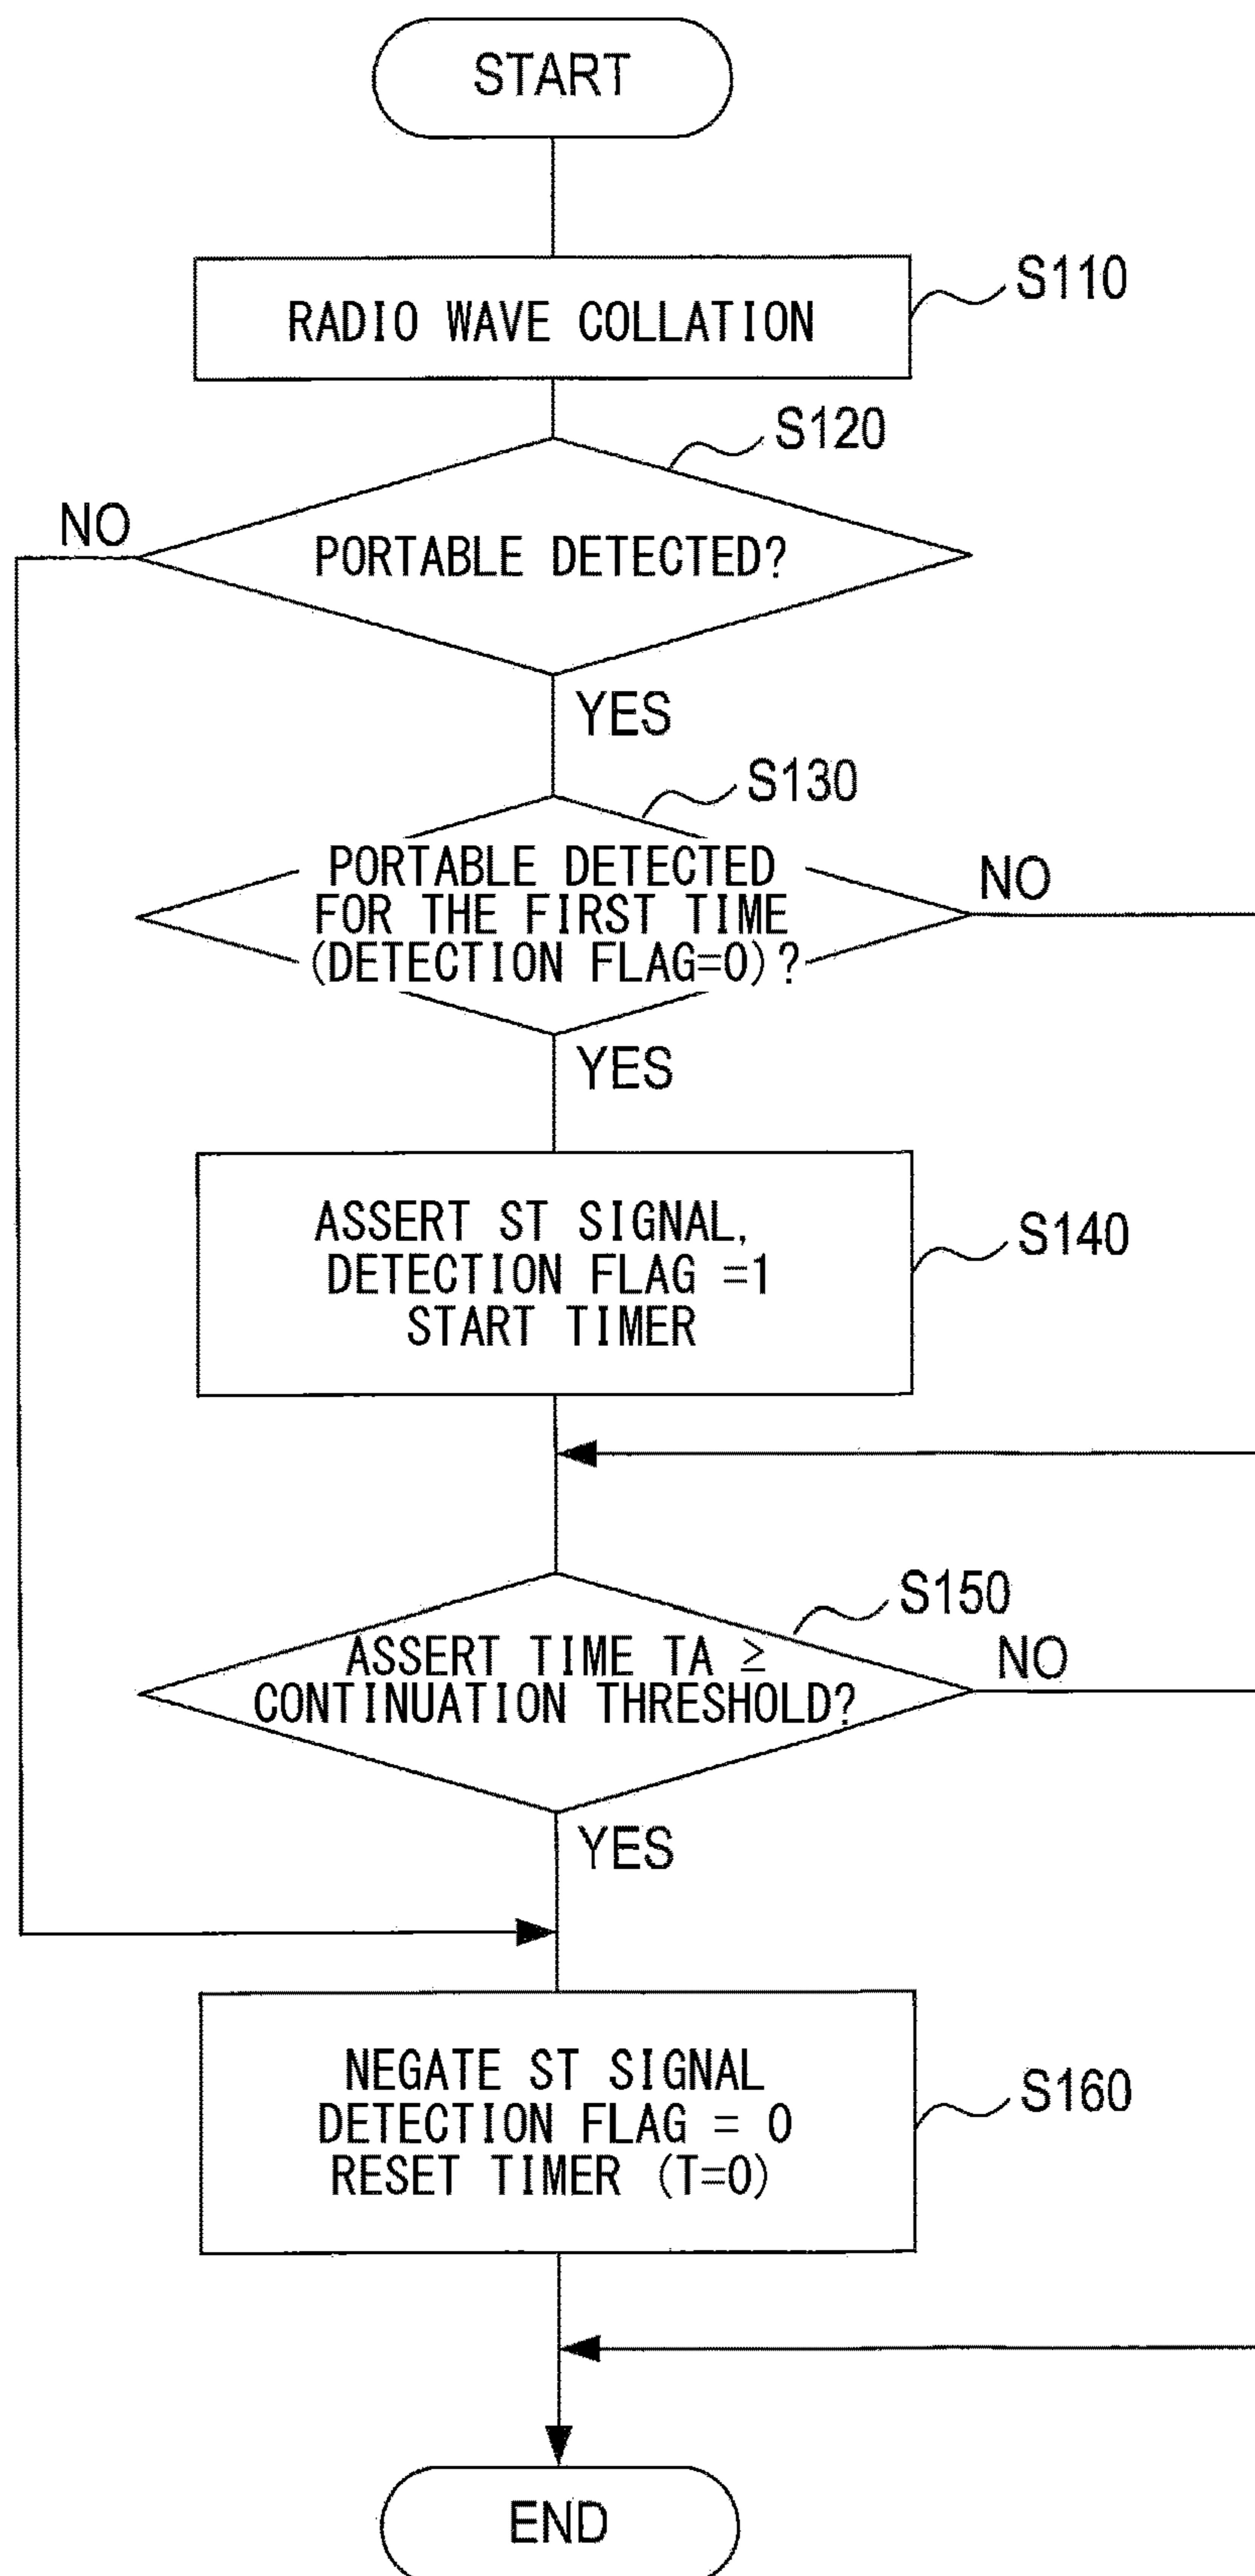 START
RADIO WAVE COLLATION
S110
S120
NO
PORTABLE DETECTED?
YES
S130
PORTABLE DETECTED
FOR THE FIRST TIME
(DETECTION FLAG=0)?
NO
YES
ASSERT ST SIGNAL,
DETECTION FLAG =1
START TIMER
S140
S150
ASSERT TIME TA ≥
CONTINUATION THRESHOLD?
NO
YES
NEGATE ST SIGNAL
DETECTION FLAG = 0
RESET TIMER (T=0)
S160
END